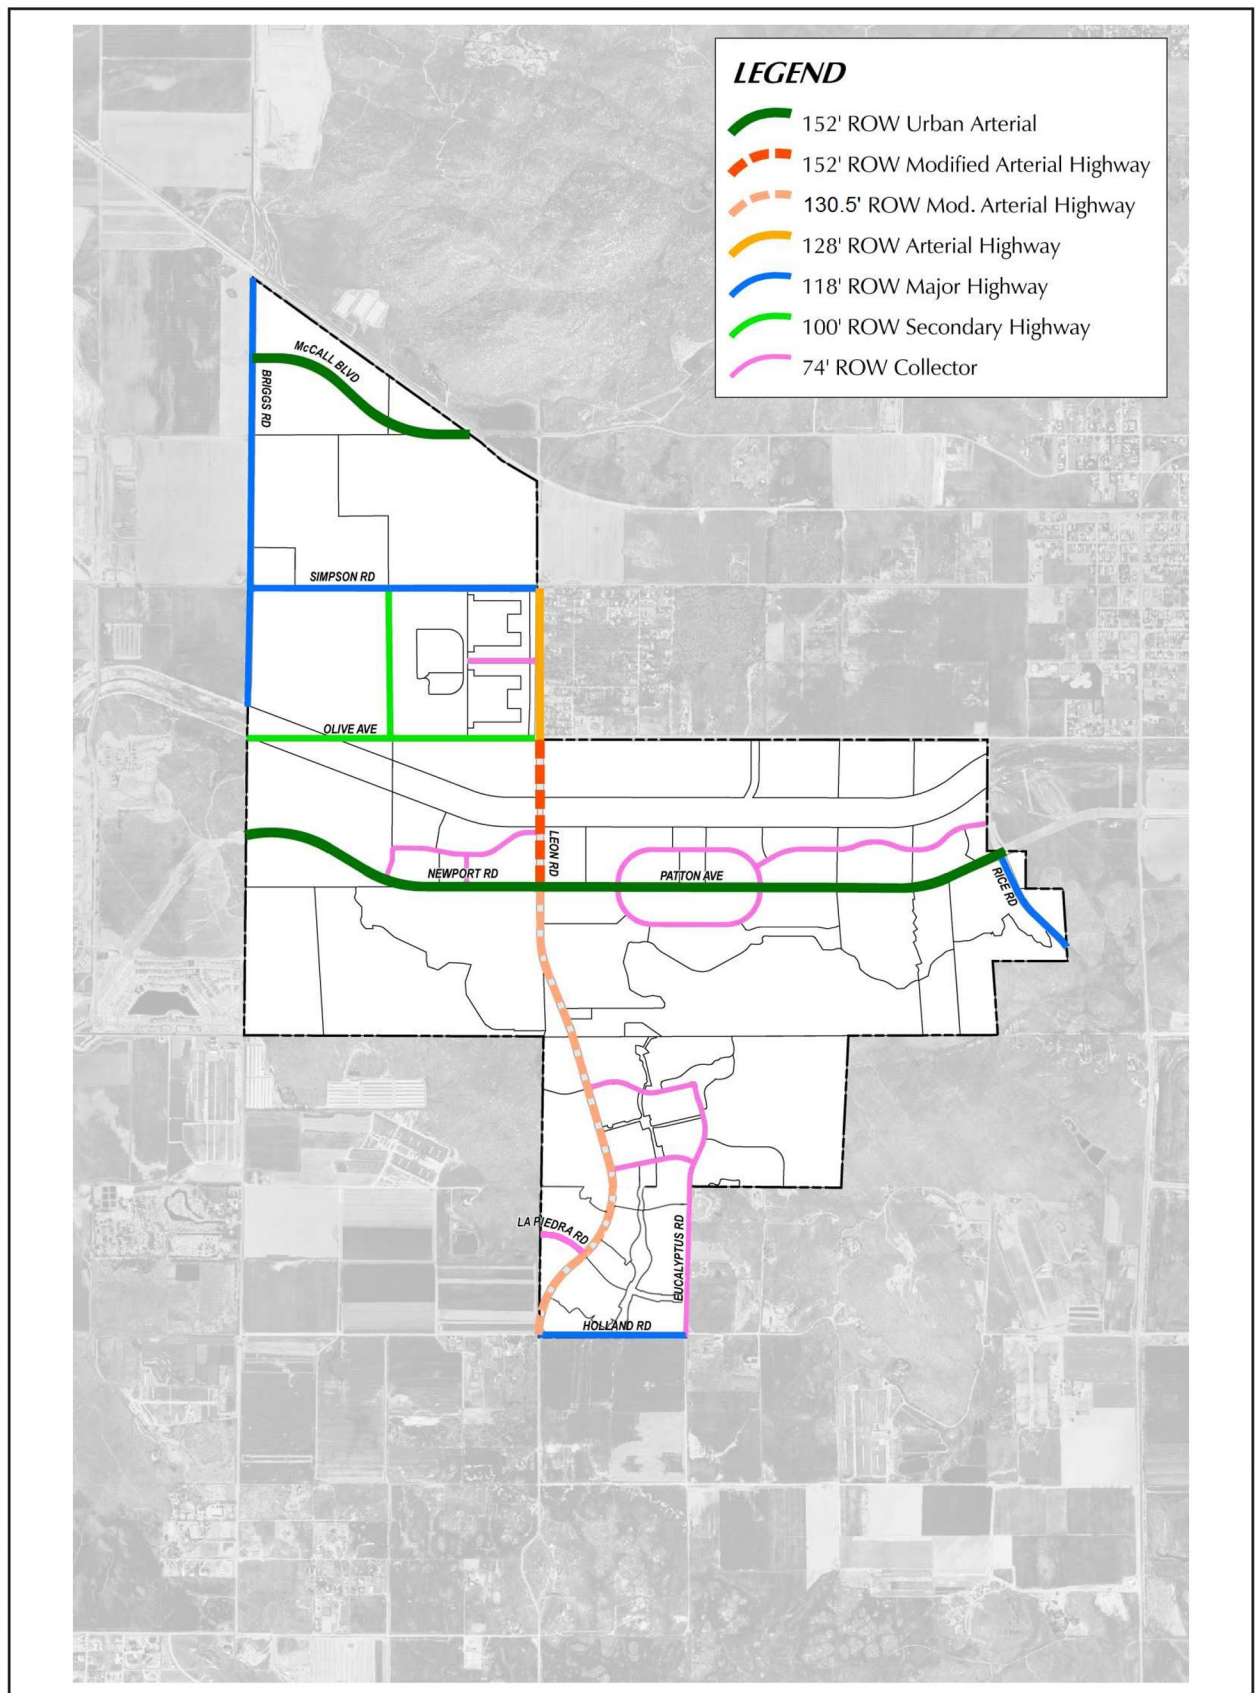 LEGEND
152' ROW Urban Arterial
152' ROW Modified Arterial Highway
130.5' ROW Mod. Arterial Highway
128' ROW Arterial Highway
118' ROW Major Highway
100' ROW Secondary Highway
74' ROW Collector
McCALL BLVD
BRIGGS RD
SIMPSON RD
OLIVE AVE
LEON RD
NEWPORT RD
PATTON AVE
RICE RD
LA PIEDRA RD
EUCALYPTUS RD
HOLLAND RD